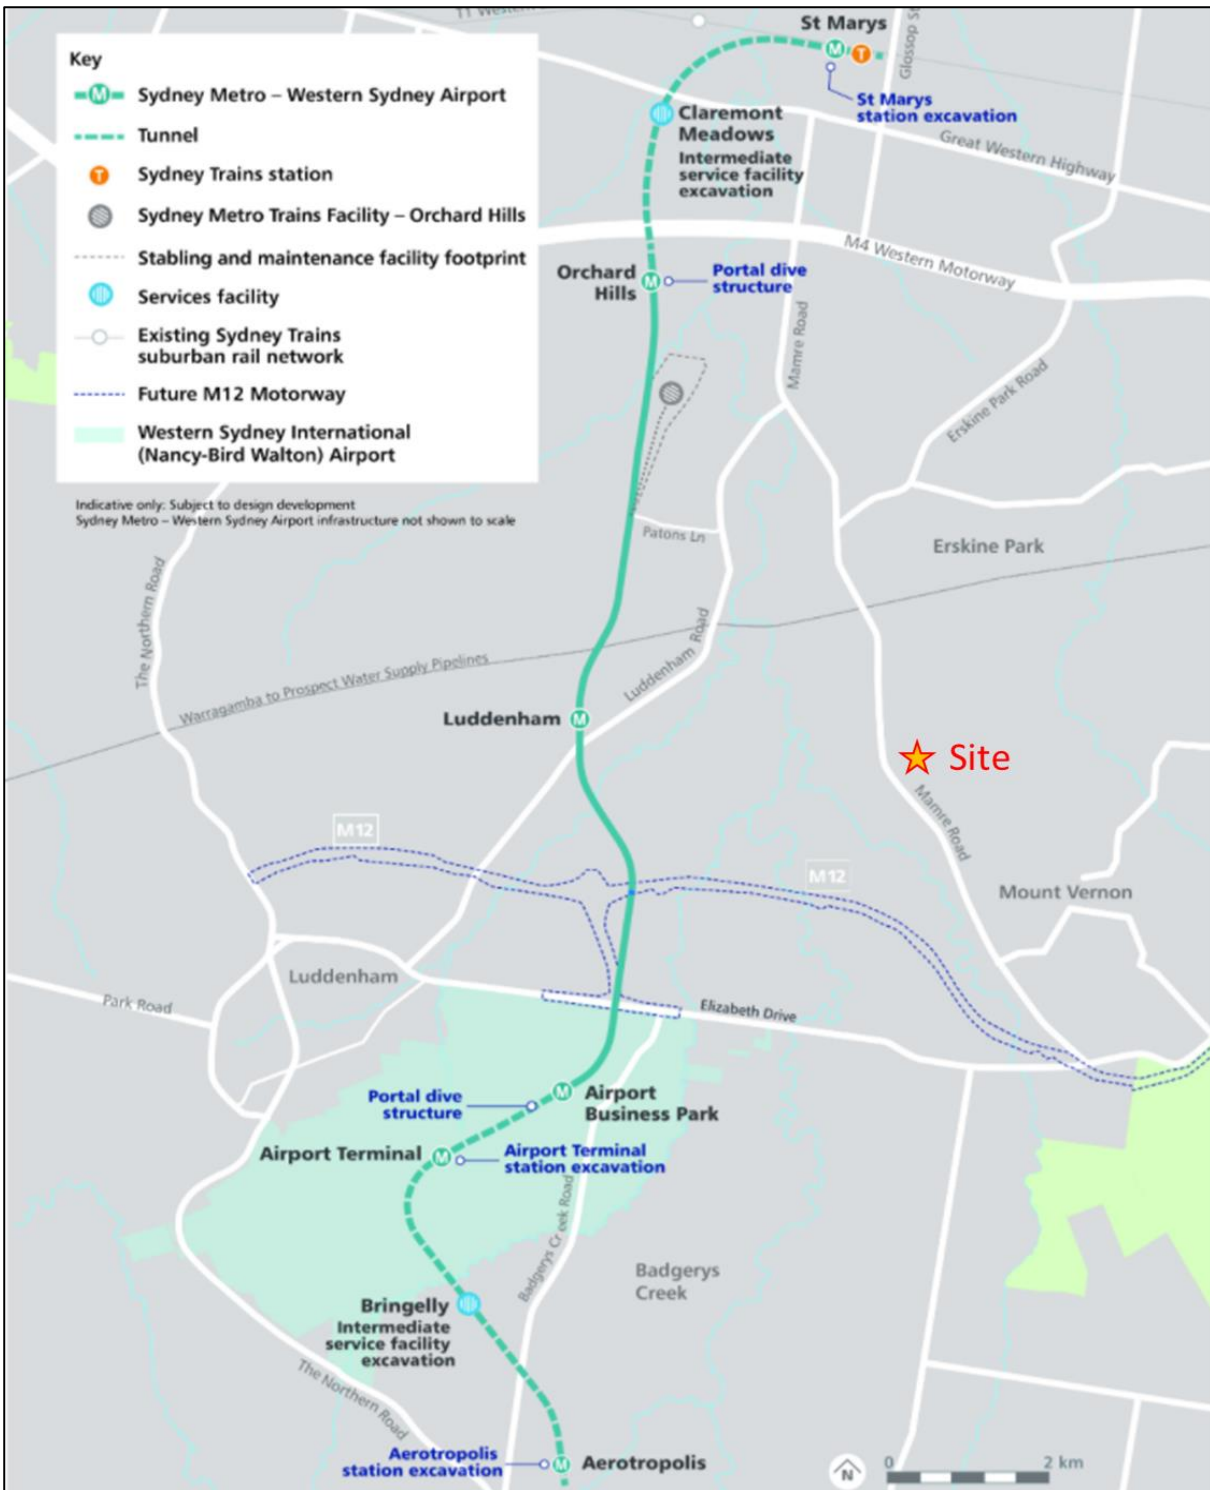 T1 Western
St Marys
M
T
Glossop St
Key
M
Sydney Metro – Western Sydney Airport
Tunnel
T
Sydney Trains station
Sydney Metro Trains Facility – Orchard Hills
Stabling and maintenance facility footprint
Services facility
Existing Sydney Trains
suburban rail network
Future M12 Motorway
Western Sydney International
(Nancy-Bird Walton) Airport
Indicative only: Subject to design development
Sydney Metro – Western Sydney Airport infrastructure not shown to scale
St Marys
station excavation
Claremont
Meadows
Intermediate
service facility
excavation
Great Western Highway
M4 Western Motorway
Orchard
Hills
M
Portal dive
structure
Mamre Road
Erskine Park Road
Patons Ln
Erskine Park
The Northern Road
Luddenham Road
Warragamba to Prospect Water Supply Pipelines
Luddenham
M
Site
Mamre Road
M12
M12
Mount Vernon
Luddenham
Park Road
Elizabeth Drive
Portal dive
structure
M
Airport
Business Park
Airport Terminal
M
Airport Terminal
station excavation
Badgerys Creek Road
Badgerys
Creek
Bringelly
Intermediate
service facility
excavation
The Northern Road
Aerotropolis
station excavation
M
Aerotropolis
N
0
2 km